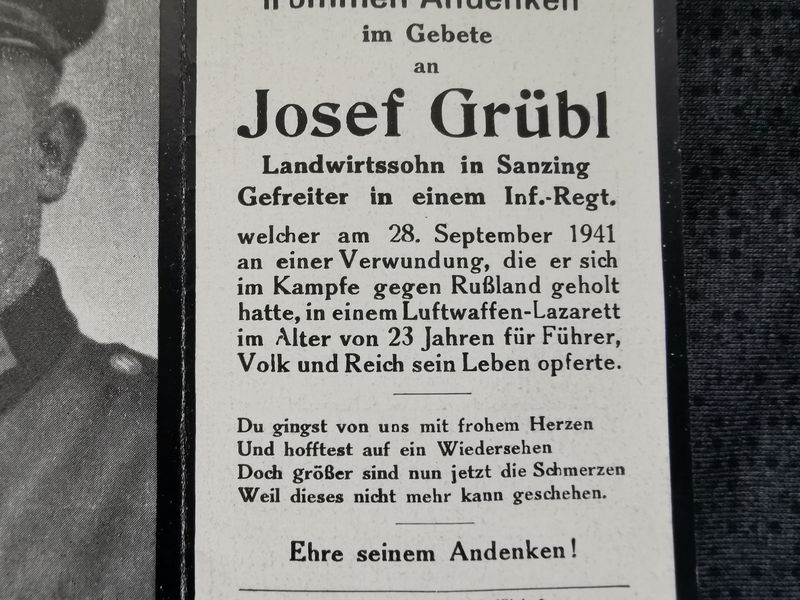 frommen Andenken
im Gebete
an
Josef Grübl
Landwirtssohn in Sanzing
Gefreiter in einem Inf.-Regt.
welcher am 28. September 1941
an einer Verwundung, die er sich
im Kampfe gegen Rußland geholt
hatte, in einem Luftwaffen-Lazarett
im Alter von 23 Jahren für Führer,
Volk und Reich sein Leben opferte.
Du gingst von uns mit frohem Herzen
Und hofftest auf ein Wiedersehen
Doch größer sind nun jetzt die Schmerzen
Weil dieses nicht mehr kann geschehen.
Ehre seinem Andenken!